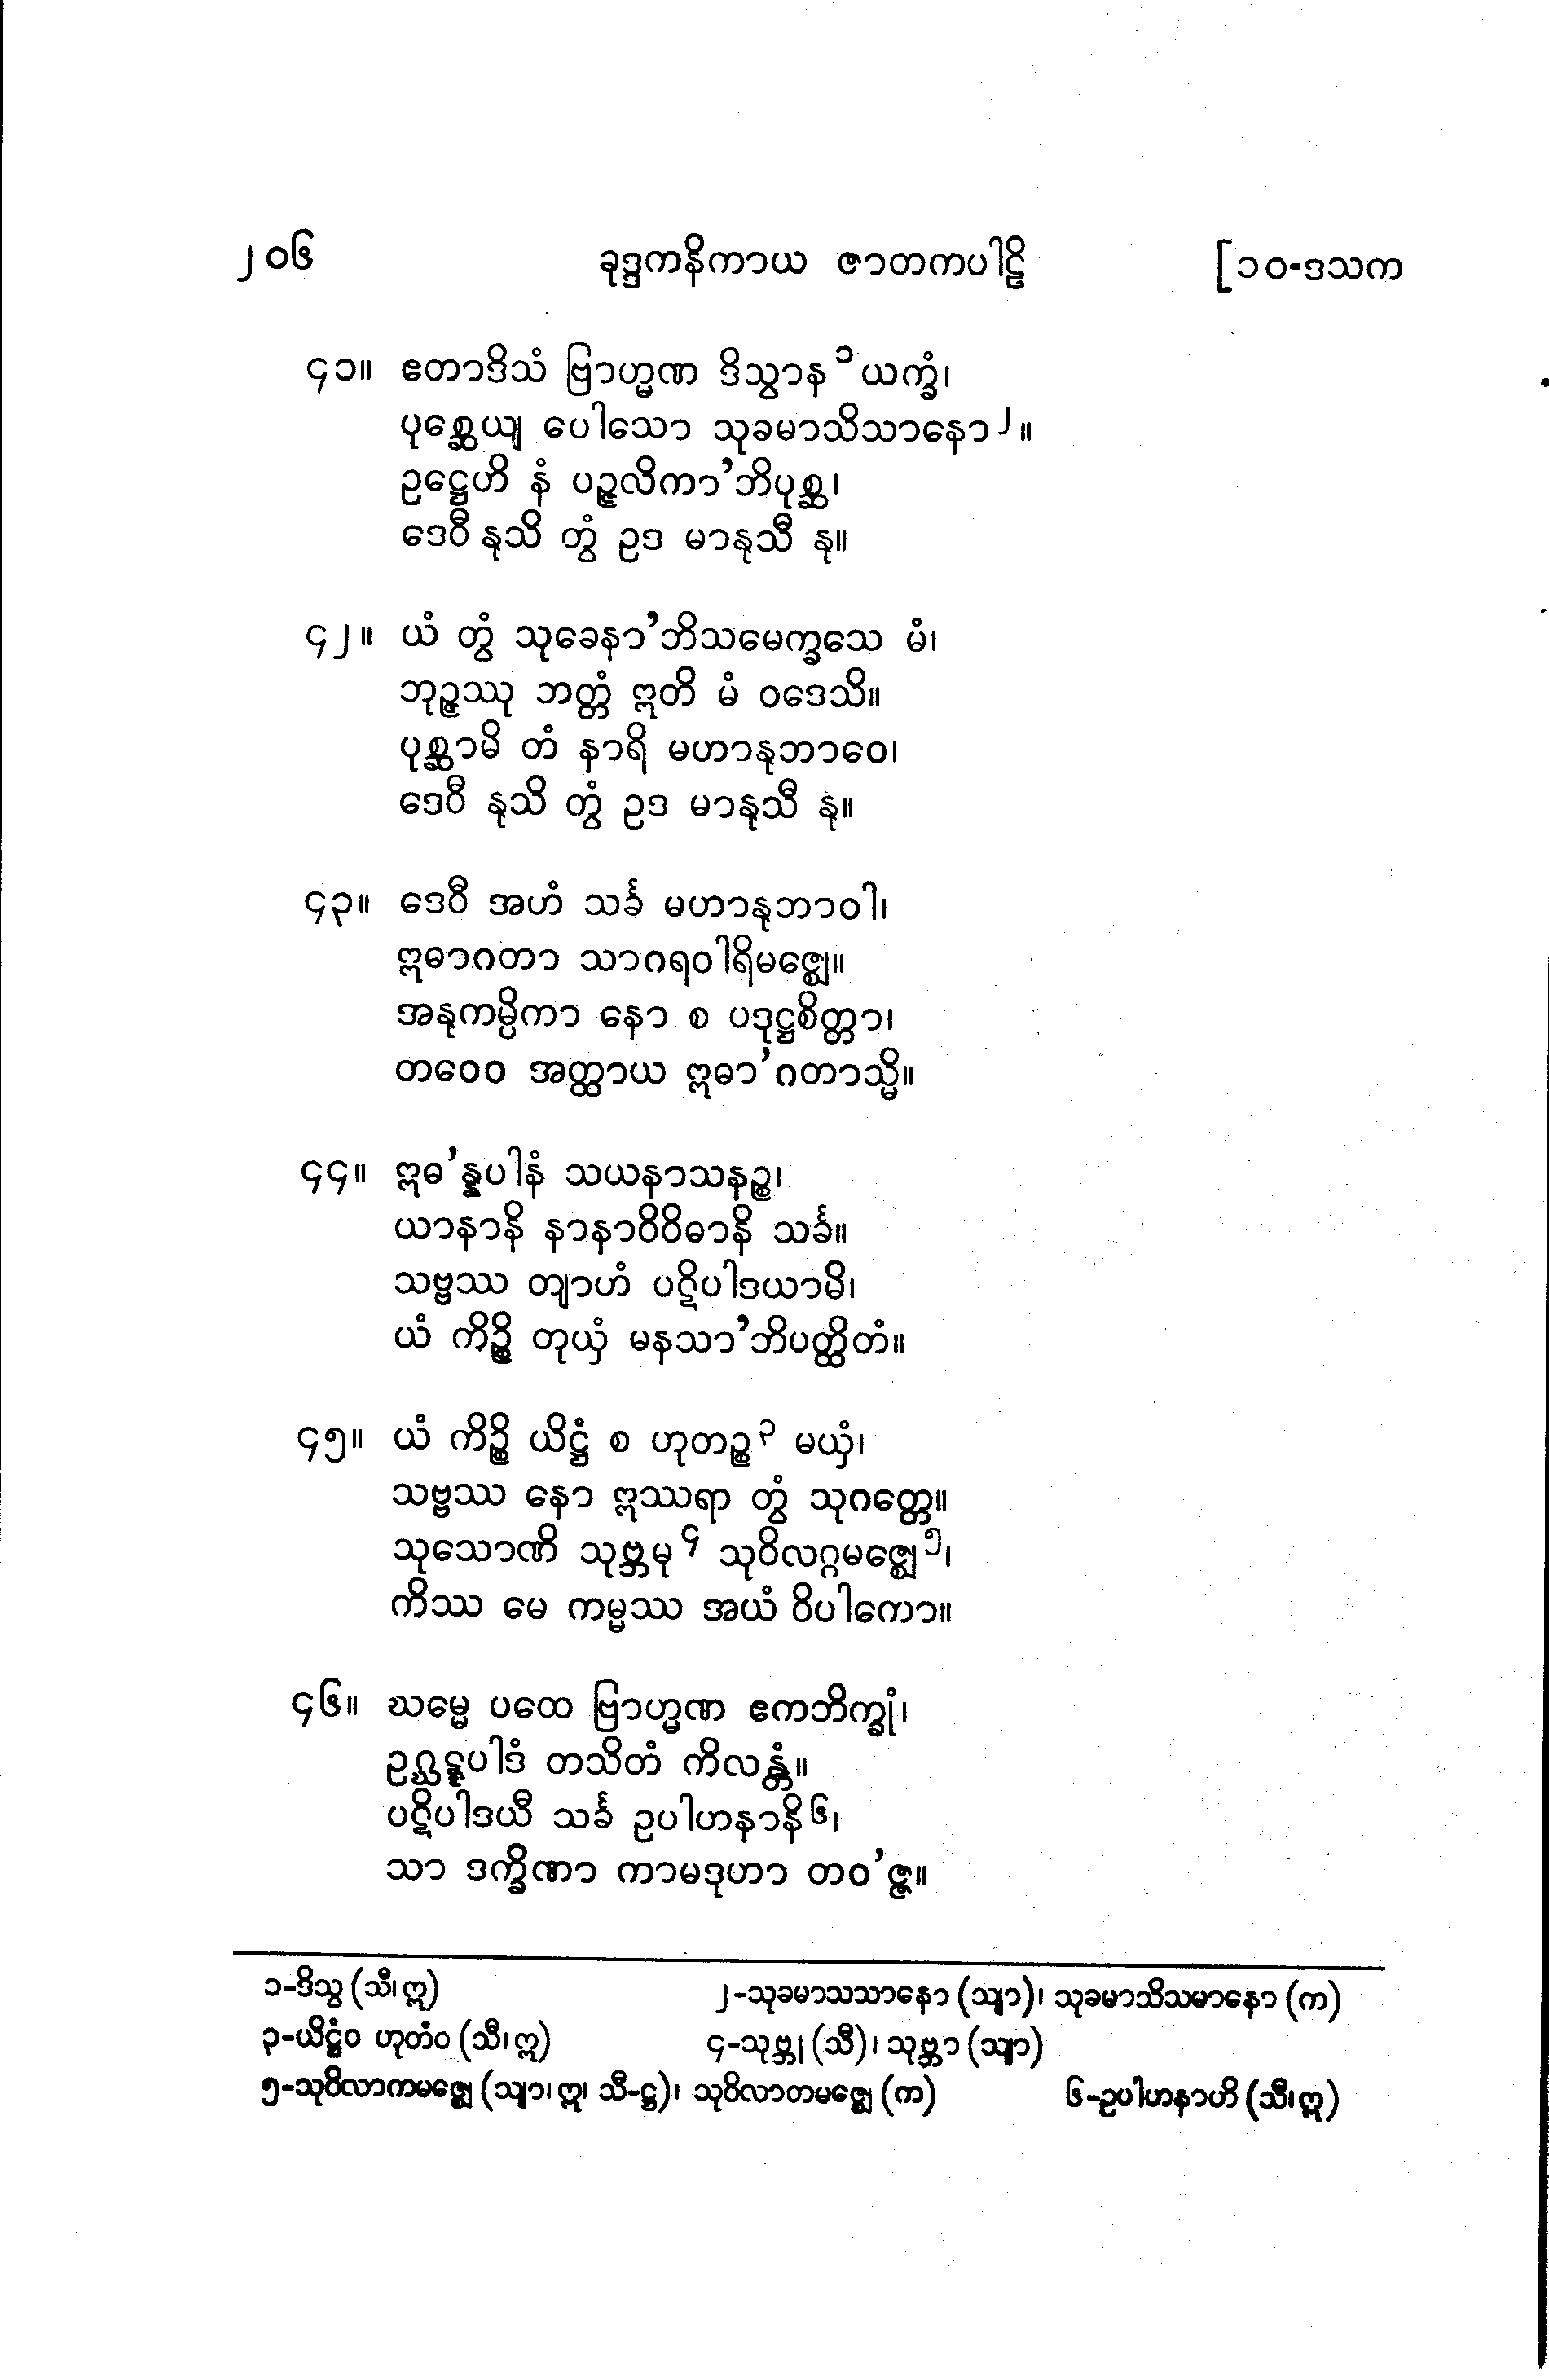 ၂၀၆ ခုဒ္ဒကနိကာယ ဇာတကပါဠိ [၁၀-ဒသက
၄၁။ ဧတာဒိသံ ဗြာဟ္မဏ ဒိသွာန ၁ ယက္ခံ၊
ပုစ္ဆေယျ ပေါသော သုခမာသိသာနော ၂ ။
ဥဋ္ဌေဟိ နံ ပဉ္ဇလိကာ’ဘိပုစ္ဆ၊
ဒေဝီ နုသိ တွံ ဥဒ မာနုသီ နု။
၄၂။ ယံ တွံ သုခေနာ’ဘိသမေက္ခသေ မံ၊
ဘုဉ္ဇဿု ဘတ္တံ ဣတိ မံ ဝဒေသိ။
ပုစ္ဆာမိ တံ နာရိ မဟာနုဘာဝေ၊
ဒေဝီ နုသိ တွံ ဥဒ မာနုသီ နု။
၄၃။ ဒေဝီ အဟံ သင်္ခ မဟာနုဘာဝါ၊
ဣဓာဂတာ သာဂရဝါရိမဇ္ဈေ။
အနုကမ္ပိကာ နော စ ပဒုဋ္ဌစိတ္တာ၊
တဝေဝ အတ္ထာယ ဣဓာ’ဂတာသ္မိ။
၄၄။ ဣဓ’န္နပါနံ သယနာသနဉ္စ၊
ယာနာနိ နာနာဝိဝိဓာနိ သင်္ခ။
သဗ္ဗဿ တျာဟံ ပဋိပါဒယာမိ၊
ယံ ကိဉ္စိ တုယှံ မနသာ’ဘိပတ္ထိတံ။
၄၅။ ယံ ကိဉ္စိ ယိဋ္ဌံ စ ဟုတဉ္စ ၃ မယှံ၊
သဗ္ဗဿ နော ဣဿရာ တွံ သုဂတ္တေ။
သုသောဏိ သုဗ္ဘမု ၄ သုဝိလဂ္ဂမဇ္ဈေ ၅၊
ကိဿ မေ ကမ္မဿ အယံ ဝိပါကော။
၄၆။ ဃမ္မေ ပထေ ဗြာဟ္မဏ ဧကဘိက္ခုံ၊
ဥဂ္ဃဋ္ဋပါဒံ တသိတံ ကိလန္တံ။
ပဋိပါဒယီ သင်္ခ ဥပါဟနာနိ ၆၊
သာ ဒက္ခိဏာ ကာမဒုဟာ တဝ’ဇ္ဇ။
၁-ဒိသွ (သီ၊ ဣ) ၂-သုခမာသသာနော (သျာ)၊ သုခမာသိသမာနော (က)
၃-ယိဋ္ဌံဝ ဟုတံဝ (သီ၊ ဣ) ၄-သုဗ္ဘု (သီ)၊ သုဗ္ဘာ (သျာ)
၅-သုဝိလာကမဇ္ဈေ (သျာ၊ ဣ၊ သီ-ဋ္ဌ)၊ သုဝိလာတမဇ္ဈေ (က) ၆-ဥပါဟနာဟိ (သီ၊ ဣ)